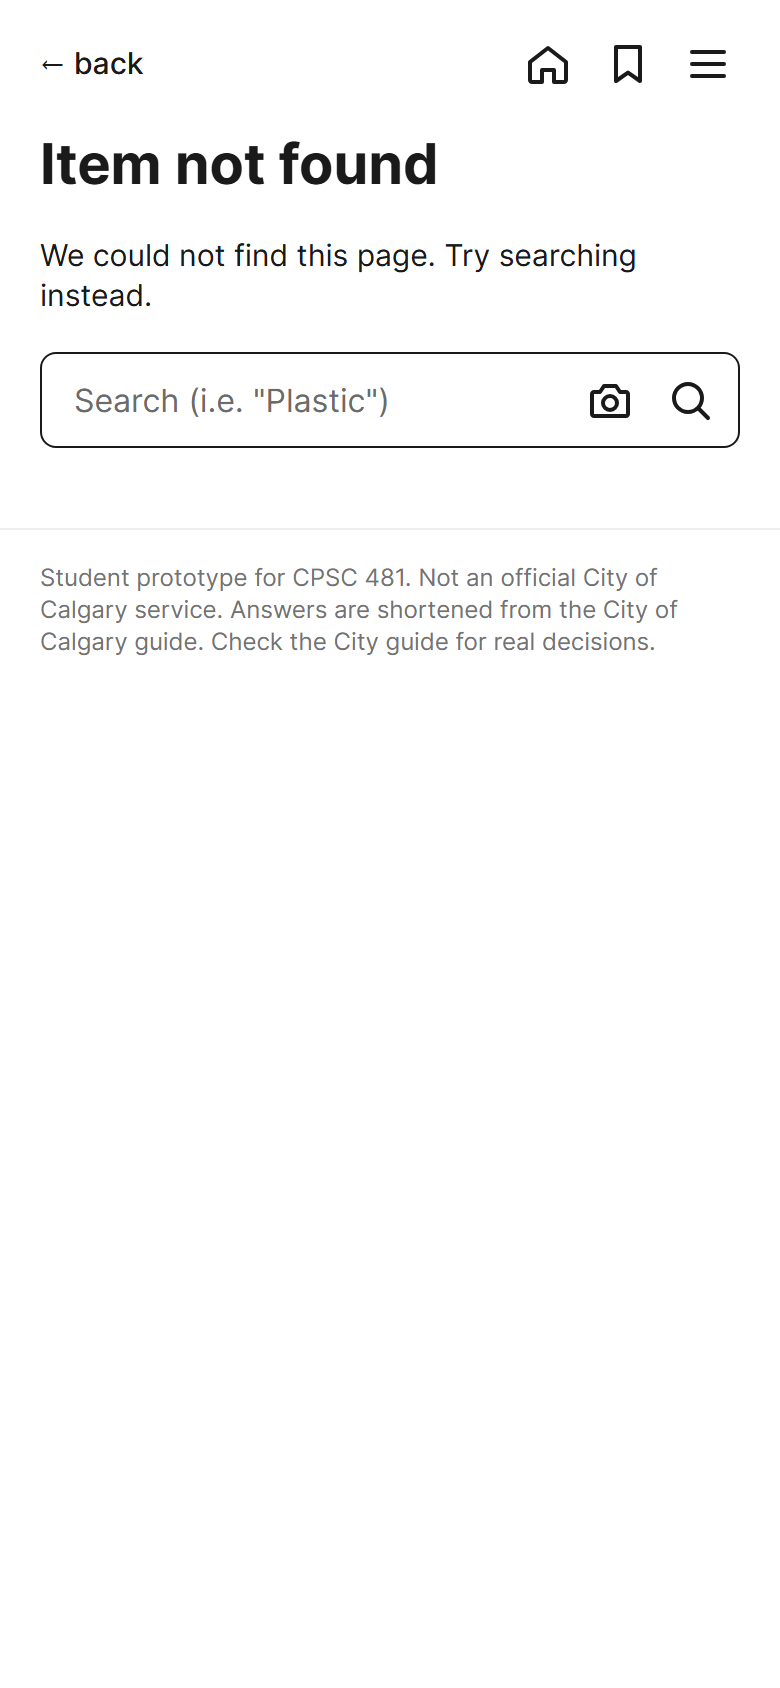 ← back
Item not found
We could not find this page. Try searching
instead.
Search (i.e. "Plastic")
Student prototype for CPSC 481. Not an official City of
Calgary service. Answers are shortened from the City of
Calgary guide. Check the City guide for real decisions.